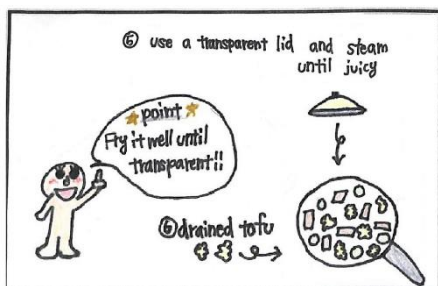 ⑤ use a transparent lid and steam
until juicy
point
Fry it well until
transparent!!
⑥drained tofu